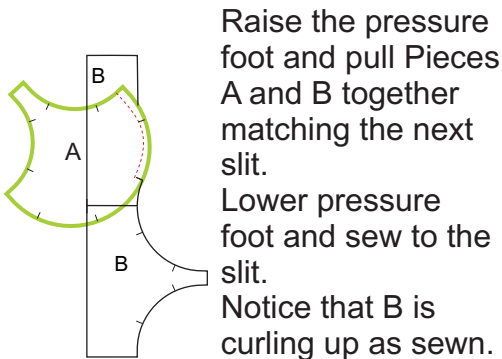 Raise the pressure
foot and pull Pieces
A and B together
matching the next
slit.
Lower pressure
foot and sew to the
slit.
Notice that B is
curling up as sewn.
B
A
B